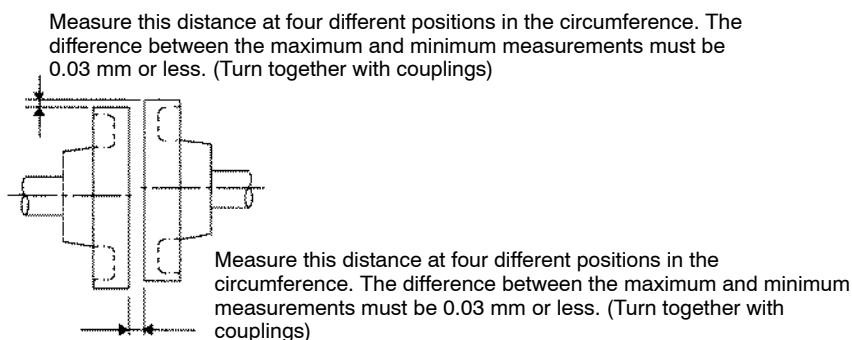 Measure this distance at four different positions in the circumference. The
difference between the maximum and minimum measurements must be
0.03 mm or less. (Turn together with couplings)
Measure this distance at four different positions in the
circumference. The difference between the maximum and minimum
measurements must be 0.03 mm or less. (Turn together with
couplings)